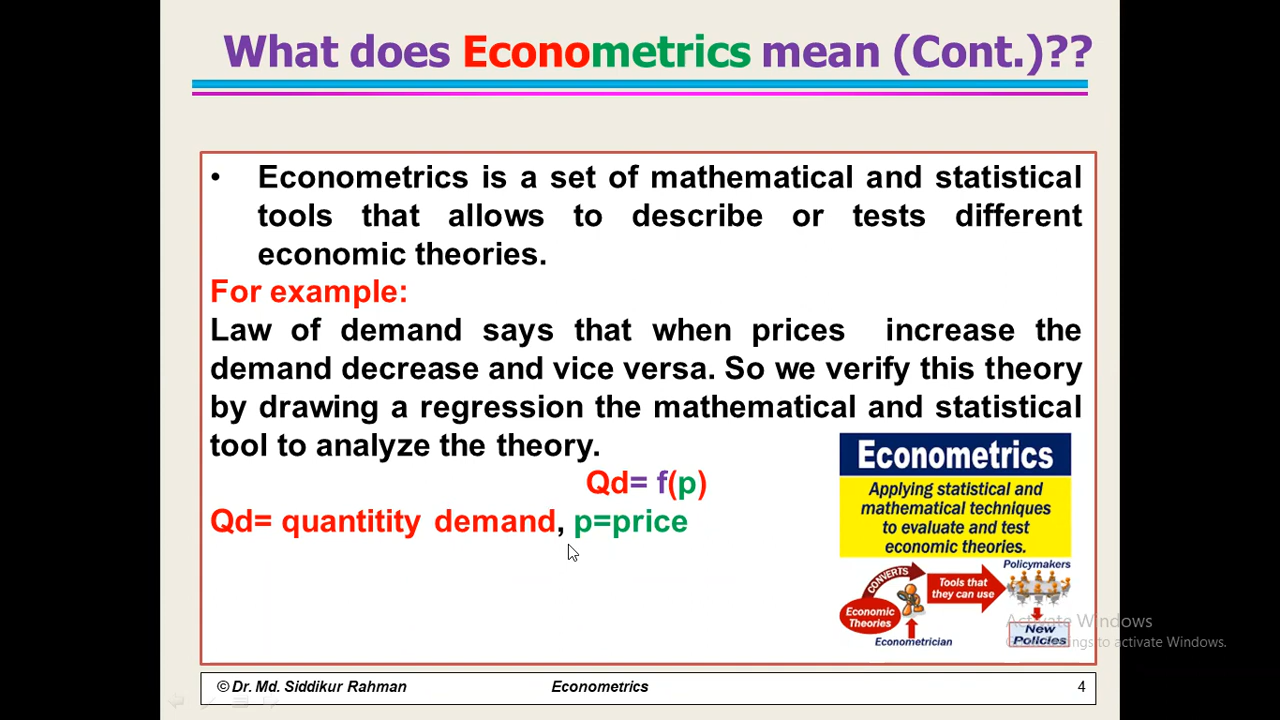 What does Econometrics mean (Cont.)??
• Econometrics is a set of mathematical and statistical
tools that allows to describe or tests different
economic theories.
For example:
Law of demand says that when prices increase the
demand decrease and vice versa. So we verify this theory
by drawing a regression the mathematical and statistical
tool to analyze the theory.
Qd= f(p)
Qd= quantitity demand, p=price
Econometrics
Applying statistical and
mathematical techniques
to evaluate and test
economic theories.
CONVERTS
Economic
Theories
Econometrician
Tools that
they can use
Policymakers
New
Policies
Activate Windows
to activate Windows.
© Dr. Md. Siddikur Rahman
Econometrics
4